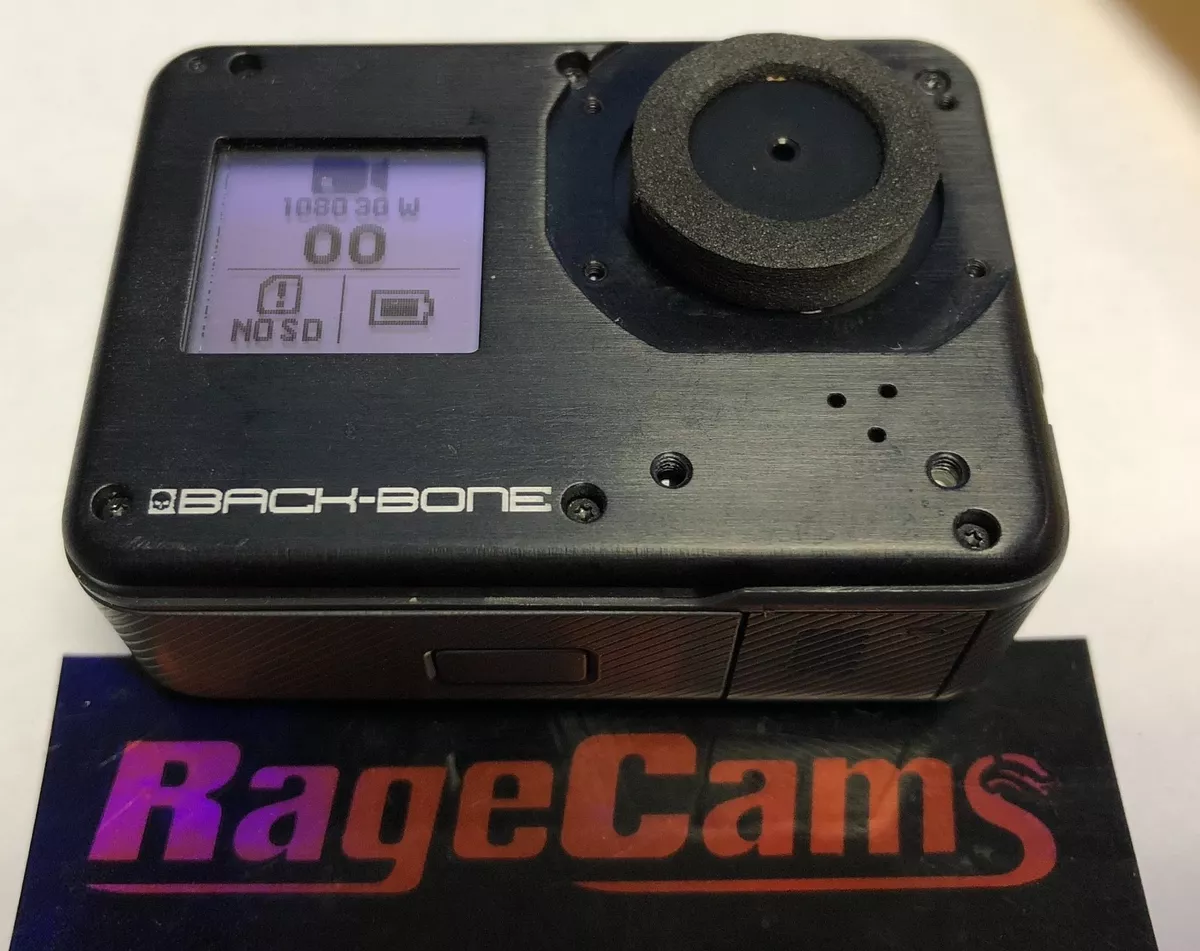 1080 30 W
00
NO SD
BACK-BONE
RageCams